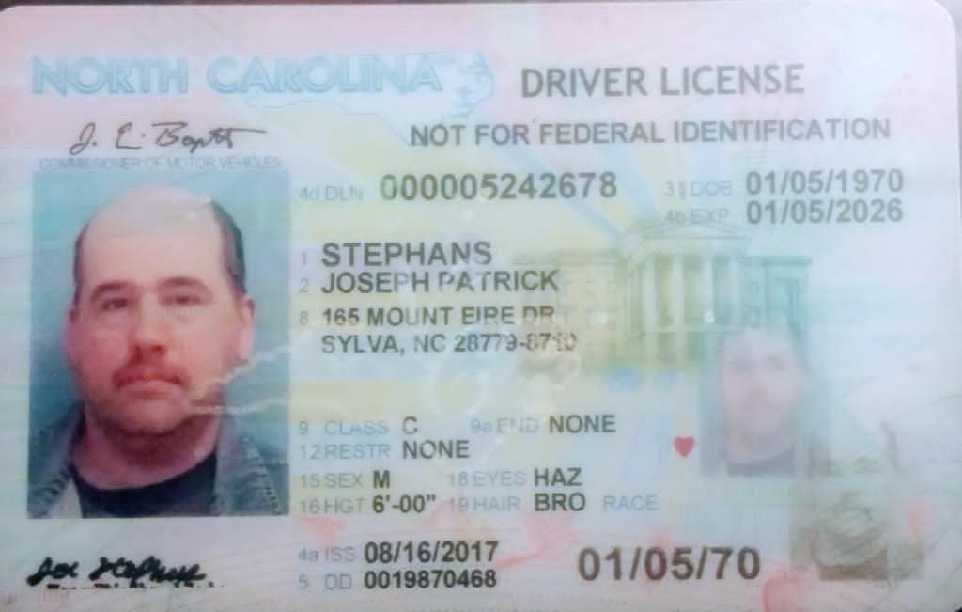 NORTH CAROLINA
DRIVER LICENSE
NOT FOR FEDERAL IDENTIFICATION
COMMISSIONER OF MOTOR VEHICLES
4d DLN 000005242678 3 DOB 01/05/1970
4b EXP 01/05/2026
1 STEPHANS
2 JOSEPH PATRICK
8 165 MOUNT EIRE DR
SYLVA, NC 28779-8710
9 CLASS C 9a END NONE
12 RESTR NONE
15 SEX M 18 EYES HAZ
16 HGT 6'-00" 19 HAIR BRO RACE
4a ISS 08/16/2017
5 DD 0019870468
01/05/70